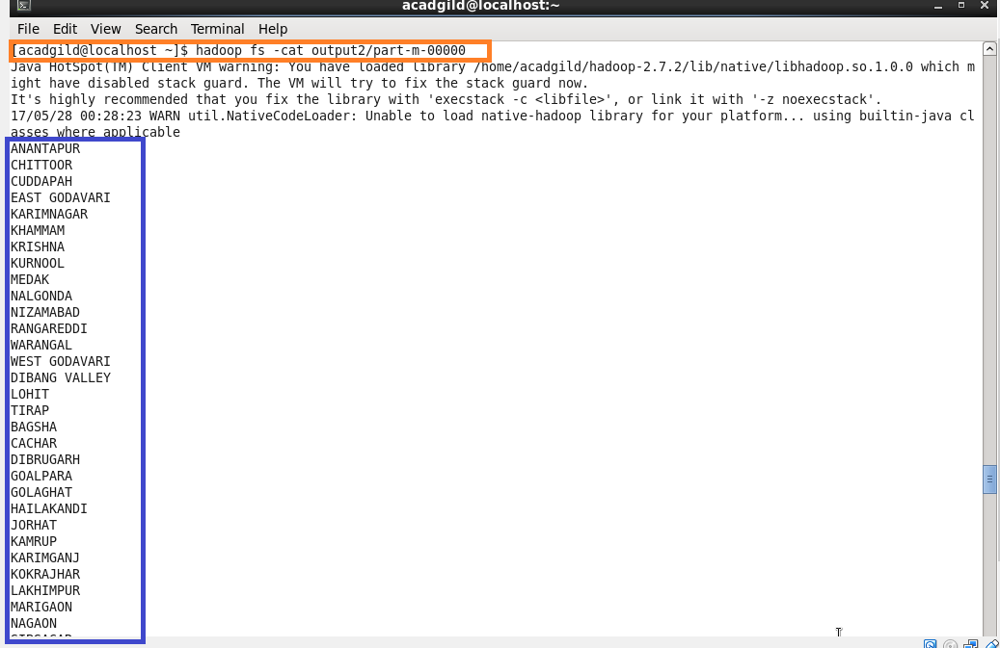 acadgild@localhost:~
File Edit View Search Terminal Help
[acadgild@localhost ~]$ hadoop fs -cat output2/part-m-00000
Java HotSpot(TM) Client VM warning: You have loaded library /home/acadgild/hadoop-2.7.2/lib/native/libhadoop.so.1.0.0 which m
ight have disabled stack guard. The VM will try to fix the stack guard now.
It's highly recommended that you fix the library with 'execstack -c <libfile>', or link it with '-z noexecstack'.
17/05/28 00:28:23 WARN util.NativeCodeLoader: Unable to load native-hadoop library for your platform... using builtin-java cl
asses where applicable
ANANTAPUR
CHITTOOR
CUDDAPAH
EAST GODAVARI
KARIMNAGAR
KHAMMAM
KRISHNA
KURNOOL
MEDAK
NALGONDA
NIZAMABAD
RANGAREDDI
WARANGAL
WEST GODAVARI
DIBANG VALLEY
LOHIT
TIRAP
BAGSHA
CACHAR
DIBRUGARH
GOALPARA
GOLAGHAT
HAILAKANDI
JORHAT
KAMRUP
KARIMGANJ
KOKRAJHAR
LAKHIMPUR
MARIGAON
NAGAON